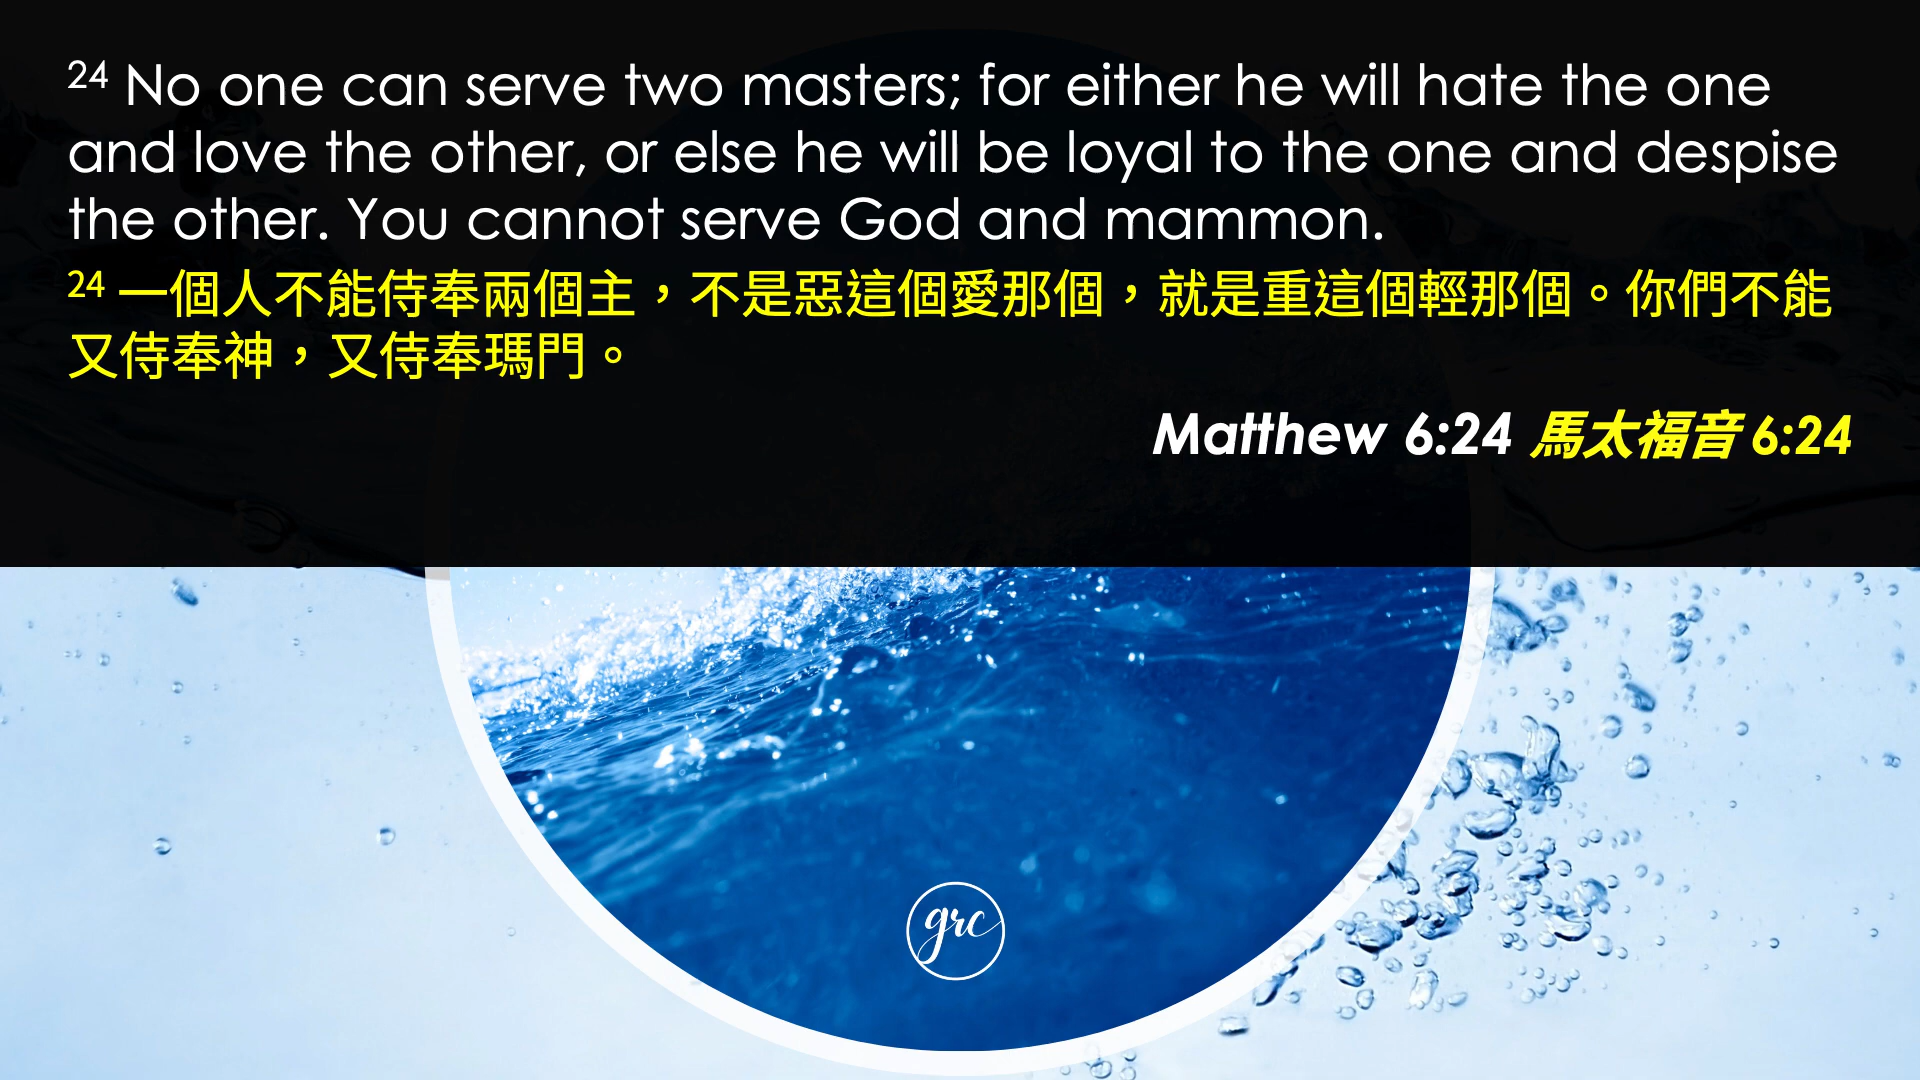 24 No one can serve two masters; for either he will hate the one
and love the other, or else he will be loyal to the one and despise
the other. You cannot serve God and mammon.
24 一個人不能侍奉兩個主，不是惡這個愛那個，就是重這個輕那個。你們不能
又侍奉神，又侍奉瑪門。
Matthew 6:24 馬太福音 6:24
grc